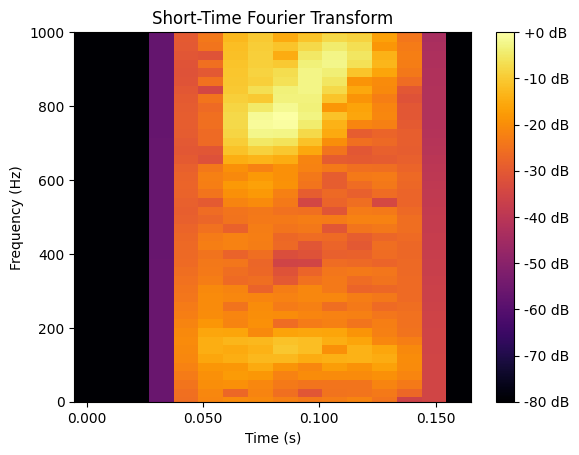 Short-Time Fourier Transform
1000
800
600
400
200
0
Frequency (Hz)
0.000
0.050
0.100
0.150
Time (s)
+0 dB
-10 dB
-20 dB
-30 dB
-40 dB
-50 dB
-60 dB
-70 dB
-80 dB